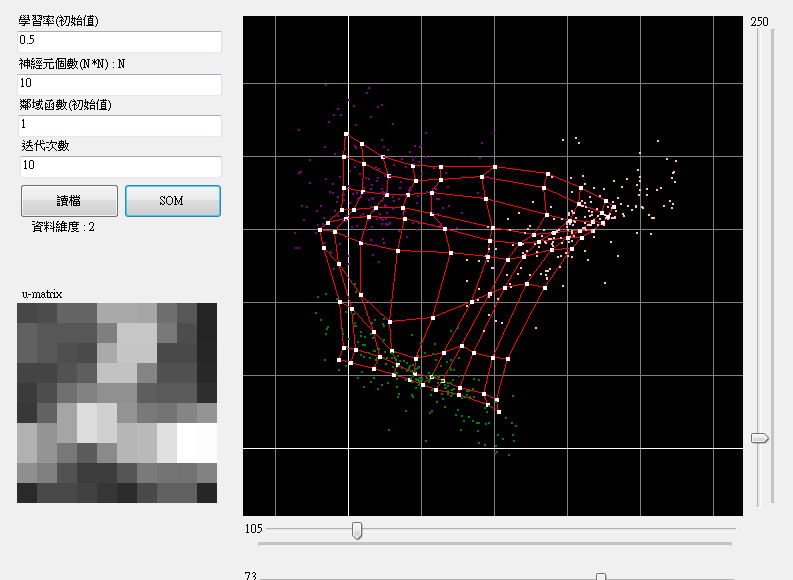 學習率(初始值)
0.5
神經元個數(N*N) : N
10
鄰域函數(初始值)
1
迭代次數
10
讀檔
SOM
資料維度 : 2
u-matrix
250
105
73